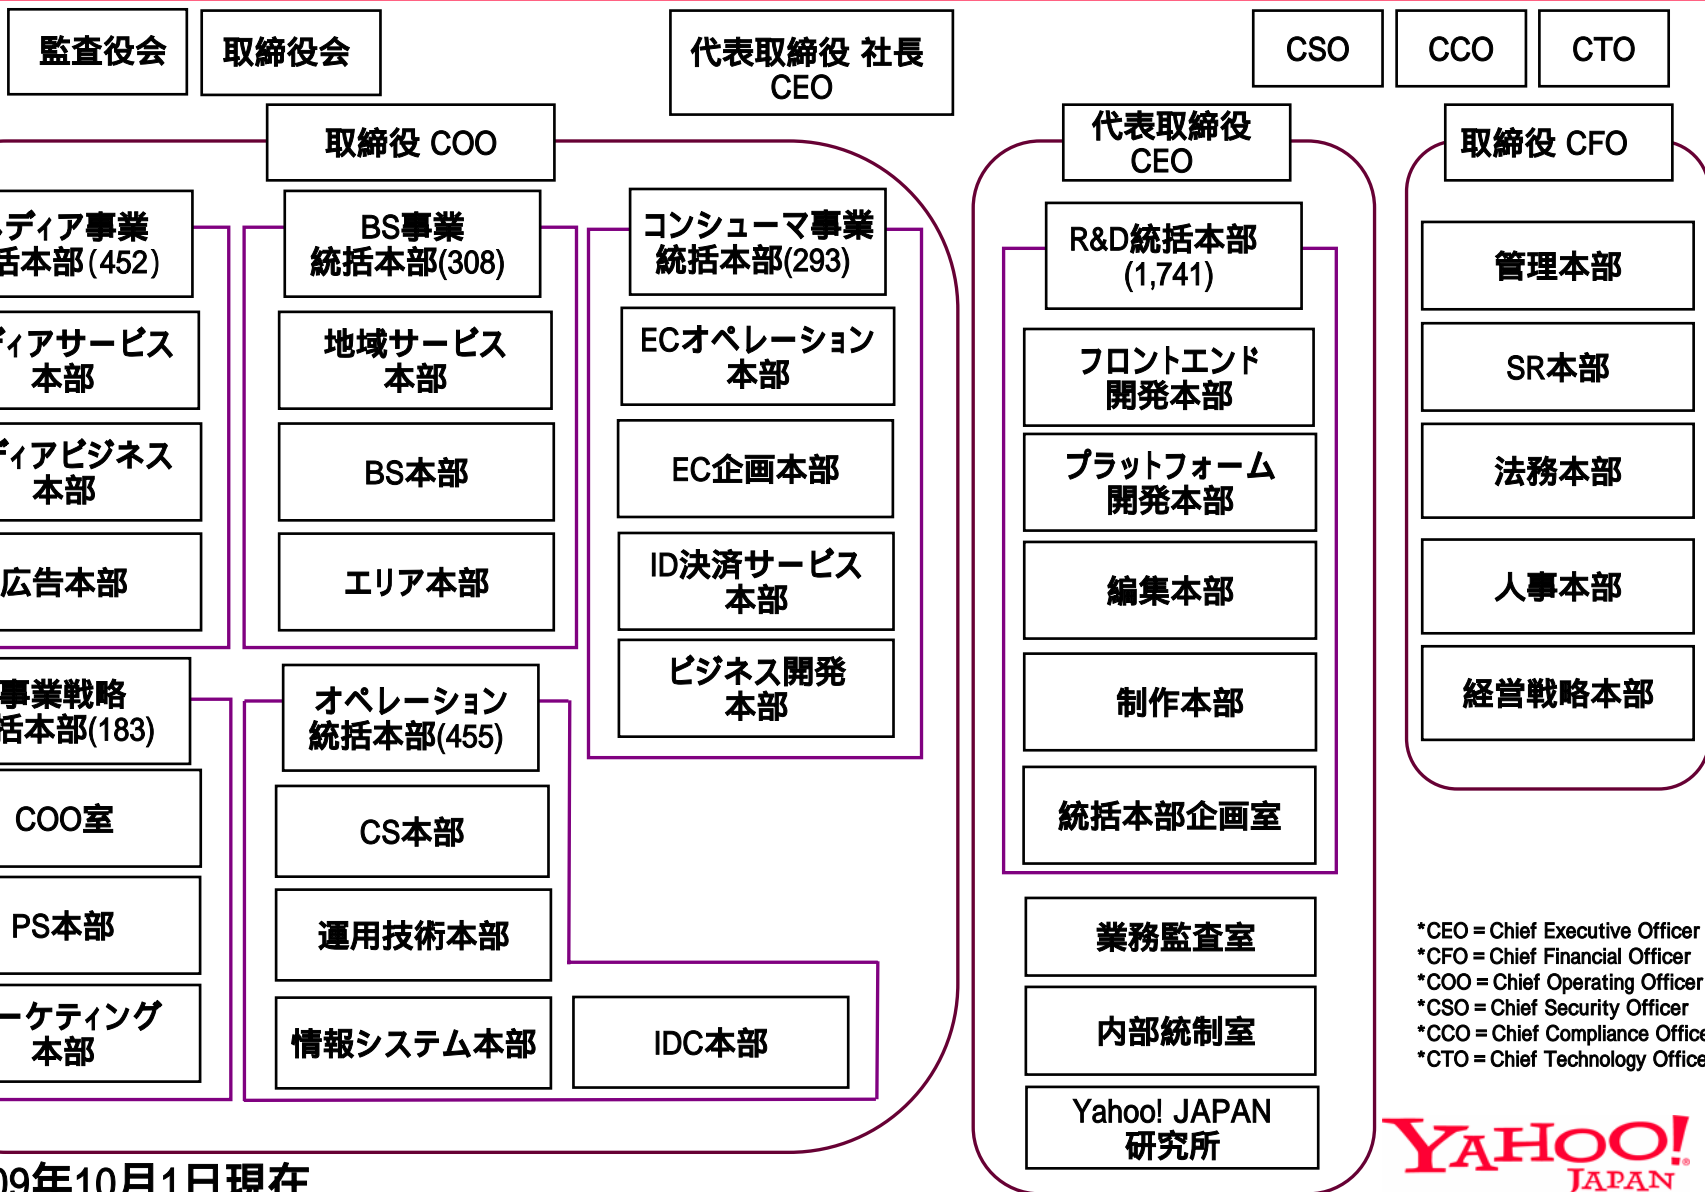 監査役会
取締役会
代表取締役 社長
CEO
CSO
CCO
CTO
取締役 COO
ディア事業
括本部(452)
ィアサービス
本部
ィアビジネス
本部
広告本部
BS事業
統括本部(308)
地域サービス
本部
BS本部
エリア本部
コンシューマ事業
統括本部(293)
ECオペレーション
本部
EC企画本部
ID決済サービス
本部
ビジネス開発
本部
事業戦略
括本部(183)
COO室
PS本部
ーケティング
本部
オペレーション
統括本部(455)
CS本部
運用技術本部
情報システム本部
IDC本部
代表取締役
CEO
R&D統括本部
(1,741)
フロントエンド
開発本部
プラットフォーム
開発本部
編集本部
制作本部
統括本部企画室
業務監査室
内部統制室
Yahoo! JAPAN
研究所
取締役 CFO
管理本部
SR本部
法務本部
人事本部
経営戦略本部
*CEO = Chief Executive Officer
*CFO = Chief Financial Officer
*COO = Chief Operating Officer
*CSO = Chief Security Officer
*CCO = Chief Compliance Office
*CTO = Chief Technology Office
YAHOO!
JAPAN
09年10月1日現在